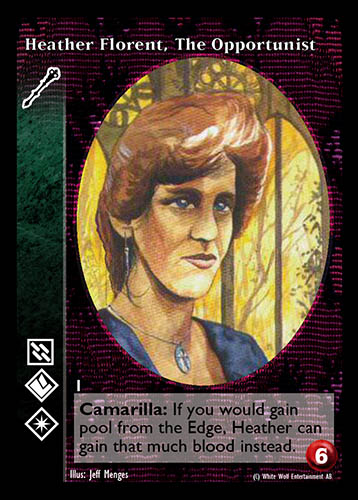 Heather Florent, The Opportunist
I
Camarilla: If you would gain
pool from the Edge, Heather can
gain that much blood instead.
6
Illus: Jeff Menges
(C) White Wolf Entertainment AB